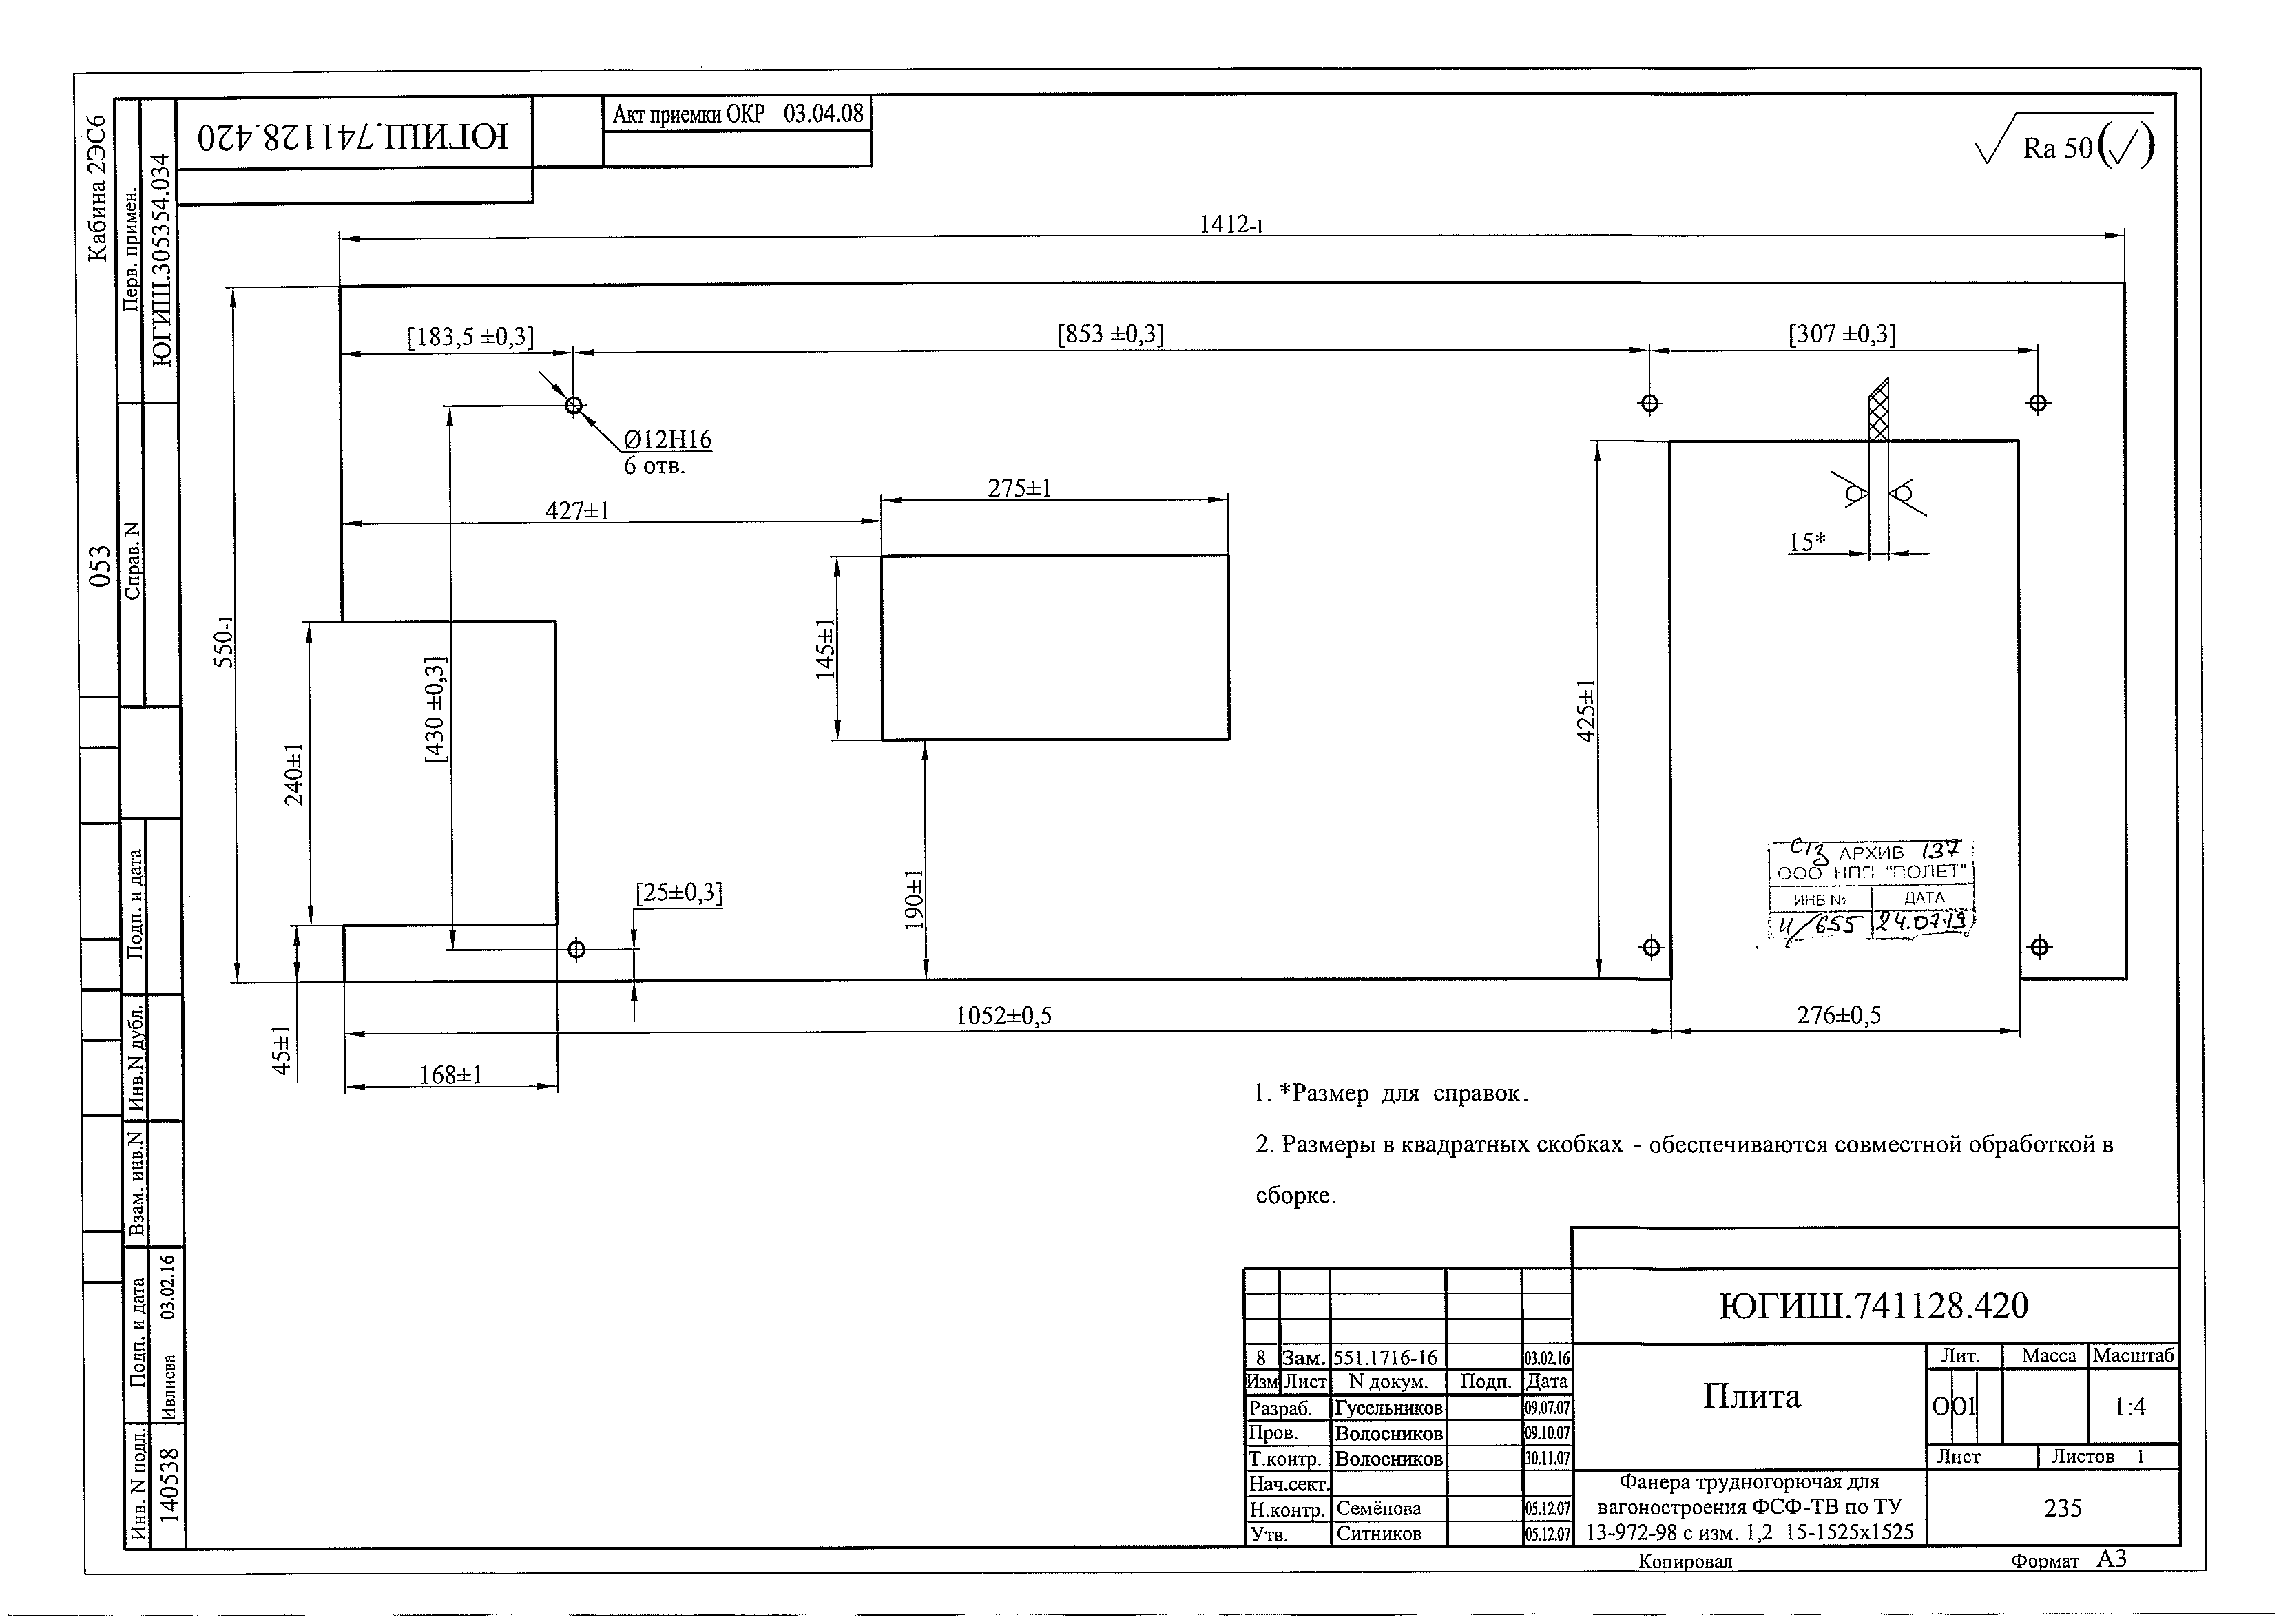 Кабина 2ЭС6
053
Перв. примен.
ЮГИШ.305354.034
Справ. N
Подп. и дата
Инв.N дубл.
Взам. инв.N
Подп. и дата
Ивлиева 03.02.16
Инв. N подл.
140538
ЮГИШ.741128.420
Акт приемки ОКР 03.04.08
Ra 50 (√)
1412-1
[183,5 ±0,3]
[853 ±0,3]
[307 ±0,3]
Ø12H16
6 отв.
427±1
275±1
15*
550-1
240±1
[430 ±0,3]
145±1
425±1
190±1
[25±0,3]
45±1
168±1
1052±0,5
276±0,5
АРХИВ 137
ООО НПП "ПОЛЕТ"
ИНВ № ДАТА
24.07.19
1. *Размер для справок.
2. Размеры в квадратных скобках - обеспечиваются совместной обработкой в
сборке.
ЮГИШ.741128.420
8 Зам. 551.1716-16 03.02.16
Изм Лист N докум. Подп. Дата
Разраб. Гусельников 09.07.07
Пров. Волосников 09.10.07
Т.контр. Волосников 30.11.07
Нач.сект.
Н.контр. Семёнова 05.12.07
Утв. Ситников 05.12.07
Плита
Лит. Масса Масштаб
О О1 1:4
Лист Листов 1
Фанера трудногорючая для
вагоностроения ФСФ-ТВ по ТУ
13-972-98 с изм. 1,2 15-1525x1525
235
Копировал
Формат А3